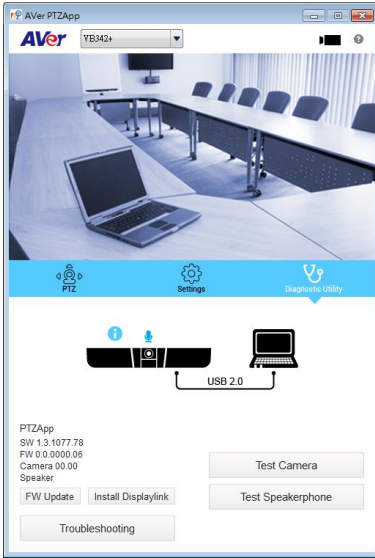 AVer PTZApp
AVer VB342+
PTZ Settings Diagnostic Utility
USB 2.0
PTZApp
SW 1.3.1077.78
FW 0.0.0000.06
Camera 00.00
Speaker
Test Camera
FW Update Install Displaylink
Test Speakerphone
Troubleshooting